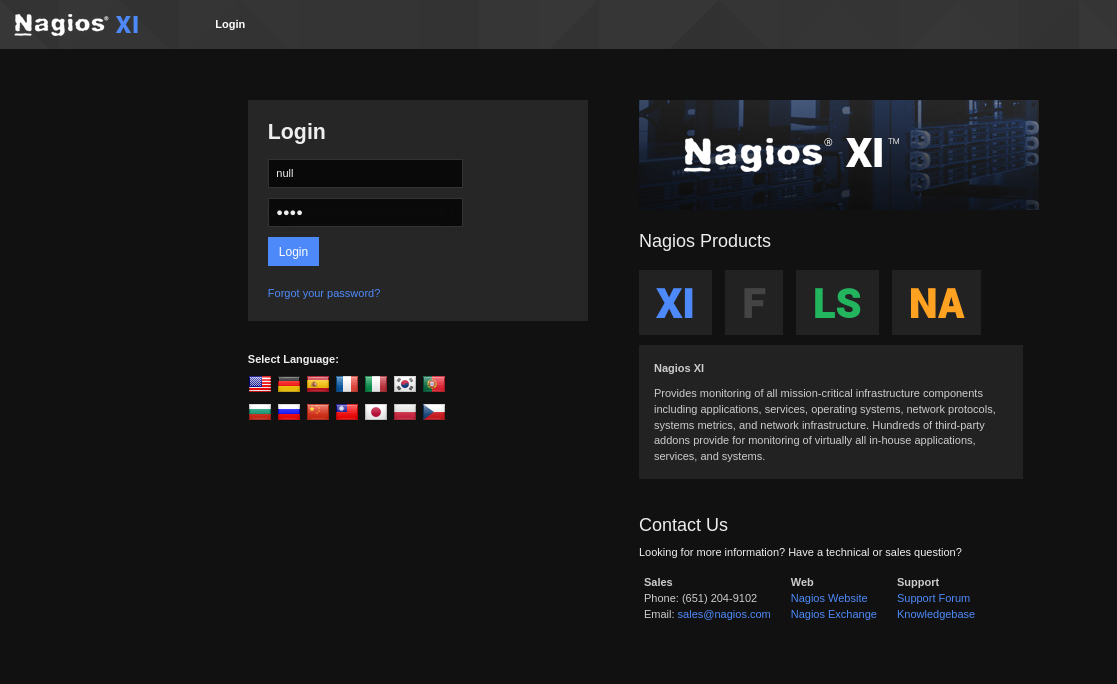 Nagios® XI
Login
Login
null
••••
Login
Forgot your password?
Select Language:
Nagios® XI™
Nagios Products
XI
F
LS
NA
Nagios XI
Provides monitoring of all mission-critical infrastructure components
including applications, services, operating systems, network protocols,
systems metrics, and network infrastructure. Hundreds of third-party
addons provide for monitoring of virtually all in-house applications,
services, and systems.
Contact Us
Looking for more information? Have a technical or sales question?
Sales Web Support
Phone: (651) 204-9102 Nagios Website Support Forum
Email: sales@nagios.com Nagios Exchange Knowledgebase